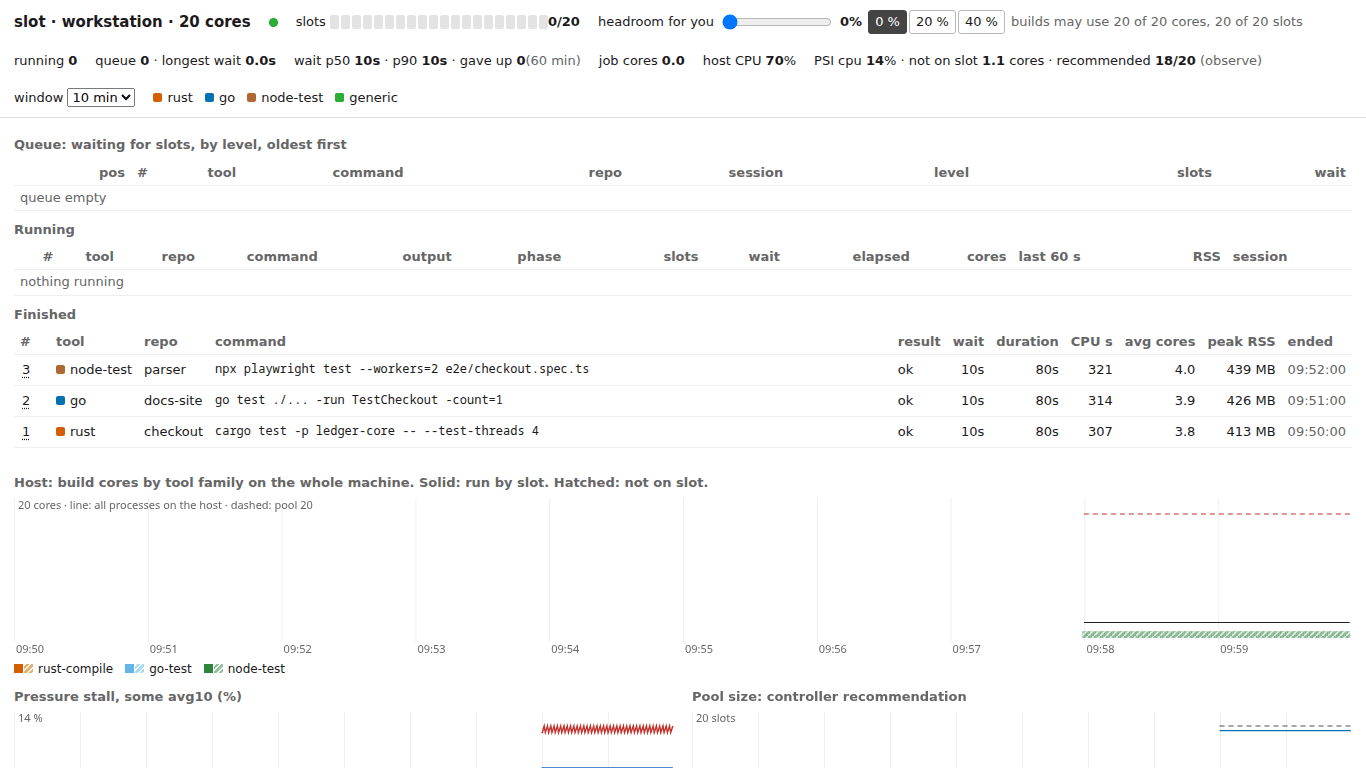 slot · workstation · 20 cores slots 0/20 headroom for you 0% 0 % 20 % 40 % builds may use 20 of 20 cores, 20 of 20 slots
running 0 queue 0 · longest wait 0.0s wait p50 10s · p90 10s · gave up 0(60 min) job cores 0.0 host CPU 70% PSI cpu 14% · not on slot 1.1 cores · recommended 18/20 (observe)
window 10 min rust go node-test generic
Queue: waiting for slots, by level, oldest first
pos # tool command repo session level slots wait
queue empty
Running
# tool repo command output phase slots wait elapsed cores last 60 s RSS session
nothing running
Finished
# tool repo command result wait duration CPU s avg cores peak RSS ended
3 node-test parser npx playwright test --workers=2 e2e/checkout.spec.ts ok 10s 80s 321 4.0 439 MB 09:52:00
2 go docs-site go test ./... -run TestCheckout -count=1 ok 10s 80s 314 3.9 426 MB 09:51:00
1 rust checkout cargo test -p ledger-core -- --test-threads 4 ok 10s 80s 307 3.8 413 MB 09:50:00
Host: build cores by tool family on the whole machine. Solid: run by slot. Hatched: not on slot.
20 cores · line: all processes on the host · dashed: pool 20
09:50 09:51 09:52 09:53 09:54 09:55 09:56 09:57 09:58 09:59
rust-compile go-test node-test
Pressure stall, some avg10 (%) Pool size: controller recommendation
14 % 20 slots